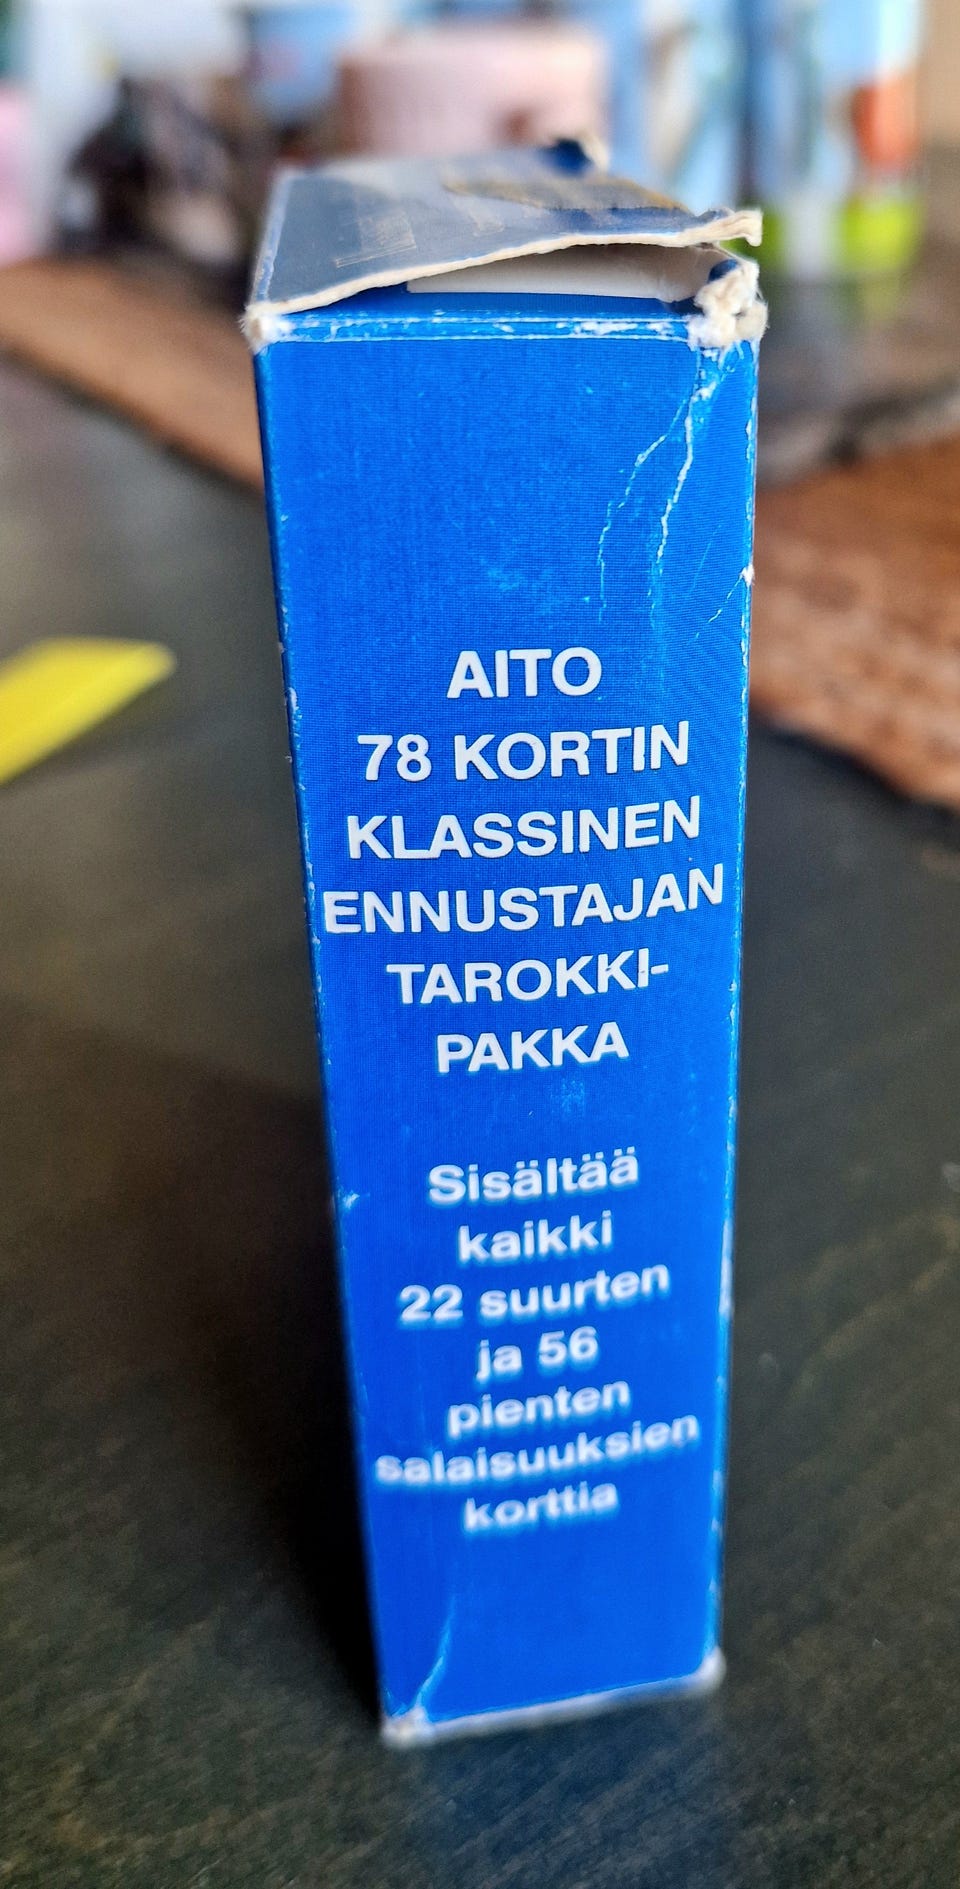 AITO
78 KORTIN
KLASSINEN
ENNUSTAJAN
TAROKKI-
PAKKA
Sisältää
kaikki
22 suurten
ja 56
pienten
salaisuuksien
korttia